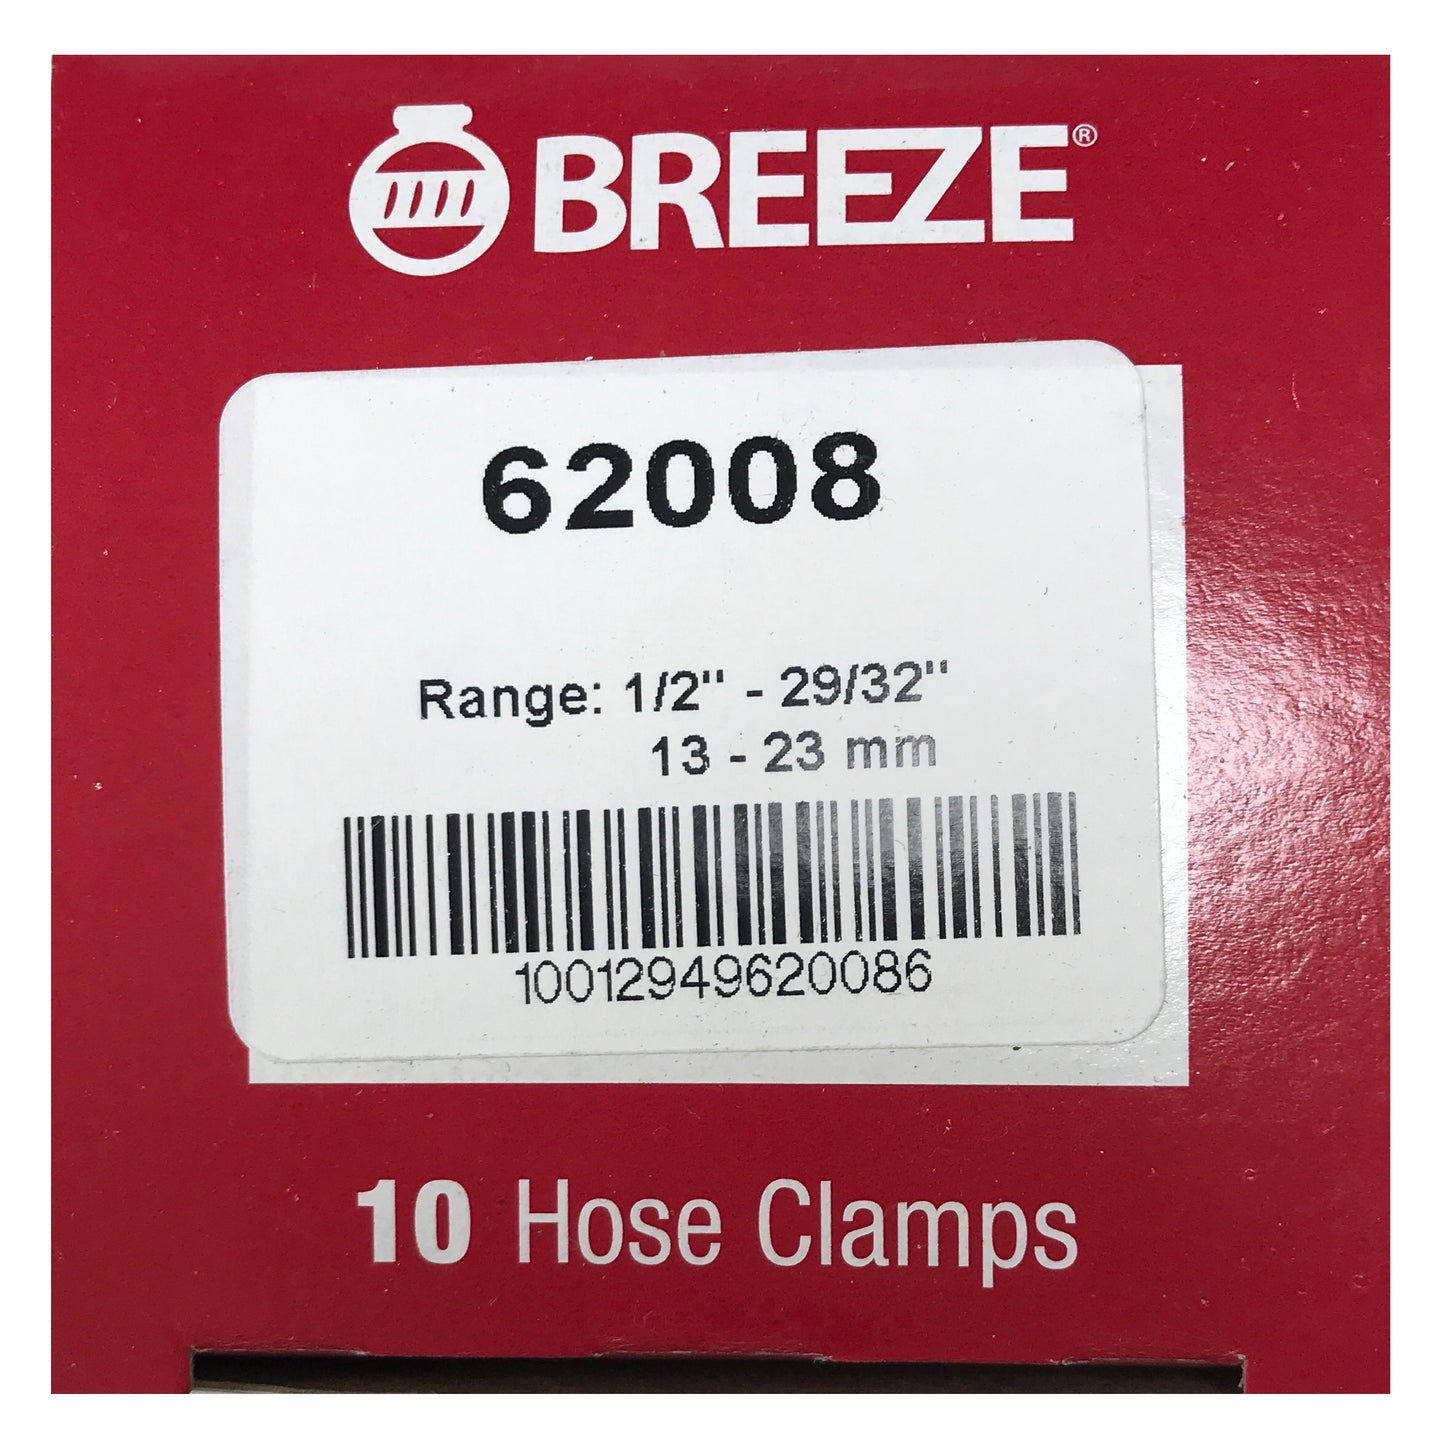 BREEZE®
62008
Range: 1/2" - 29/32"
13 - 23 mm
10012949620086
10 Hose Clamps